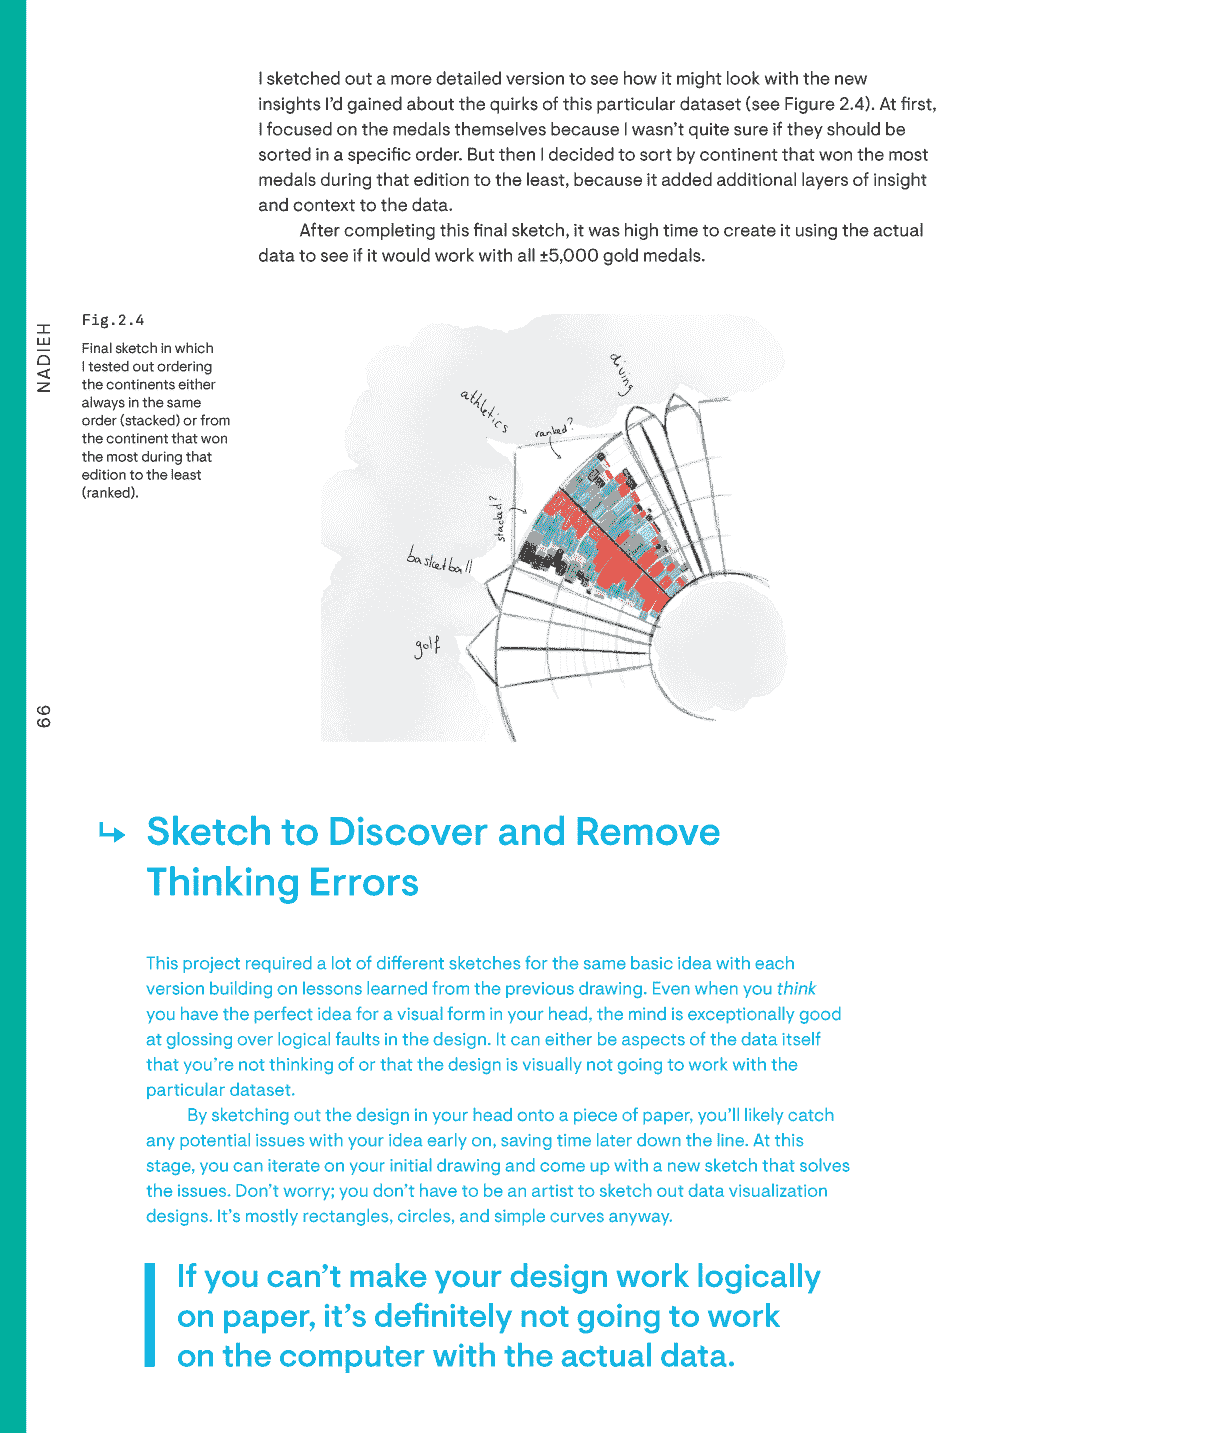 I sketched out a more detailed version to see how it might look with the new
insights I'd gained about the quirks of this particular dataset (see Figure 2.4). At first,
I focused on the medals themselves because I wasn't quite sure if they should be
sorted in a specific order. But then I decided to sort by continent that won the most
medals during that edition to the least, because it added additional layers of insight
and context to the data.
After completing this final sketch, it was high time to create it using the actual
data to see if it would work with all ±5,000 gold medals.
NADIEH
66
Fig.2.4
Final sketch in which
I tested out ordering
the continents either
always in the same
order (stacked) or from
the continent that won
the most during that
edition to the least
(ranked).
diving
athletics
ranked?
stacked?
basketball
golf
↳ Sketch to Discover and Remove
Thinking Errors
This project required a lot of different sketches for the same basic idea with each
version building on lessons learned from the previous drawing. Even when you think
you have the perfect idea for a visual form in your head, the mind is exceptionally good
at glossing over logical faults in the design. It can either be aspects of the data itself
that you're not thinking of or that the design is visually not going to work with the
particular dataset.
By sketching out the design in your head onto a piece of paper, you'll likely catch
any potential issues with your idea early on, saving time later down the line. At this
stage, you can iterate on your initial drawing and come up with a new sketch that solves
the issues. Don't worry; you don't have to be an artist to sketch out data visualization
designs. It's mostly rectangles, circles, and simple curves anyway.
If you can't make your design work logically
on paper, it's definitely not going to work
on the computer with the actual data.